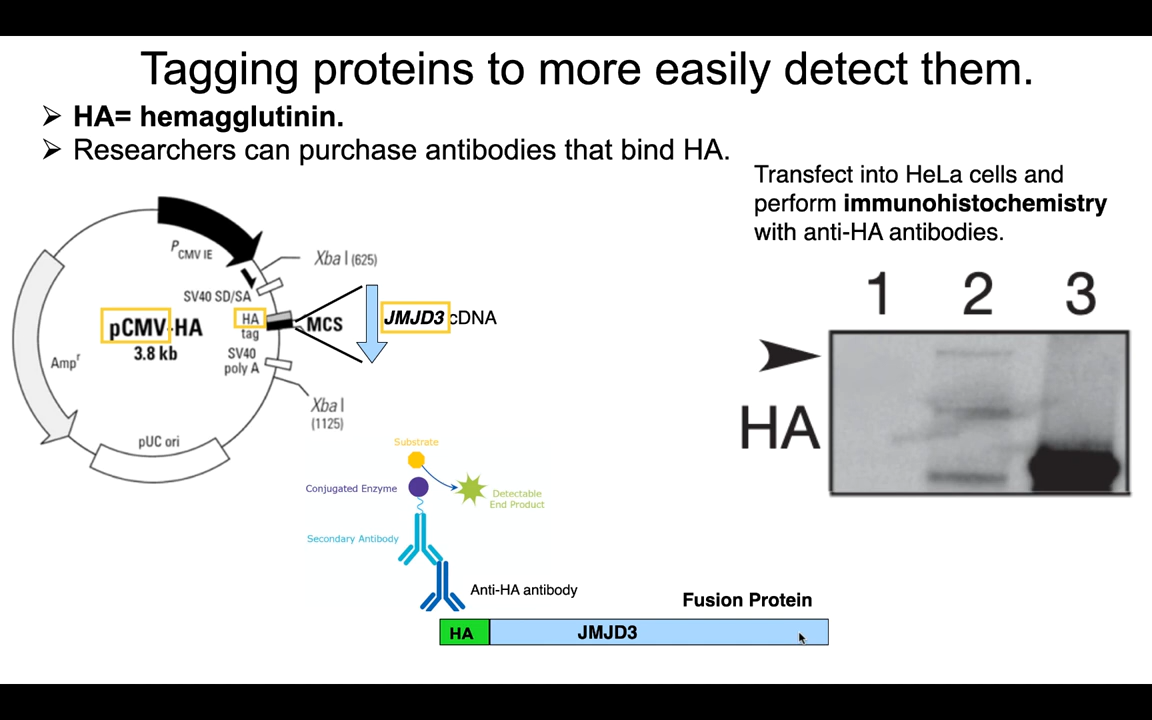 Tagging proteins to more easily detect them.
➢ HA= hemagglutinin.
➢ Researchers can purchase antibodies that bind HA.
Transfect into HeLa cells and
perform immunohistochemistry
with anti-HA antibodies.
P CMV IE
Xba I (625)
SV40 SD/SA
HA
tag
MCS
JMJD3 cDNA
pCMV-HA
3.8 kb
SV40
poly A
Ampr
Xba I
(1125)
pUC ori
1 2 3
HA
Substrate
Conjugated Enzyme
Detectable
End Product
Secondary Antibody
Anti-HA antibody
Fusion Protein
HA
JMJD3